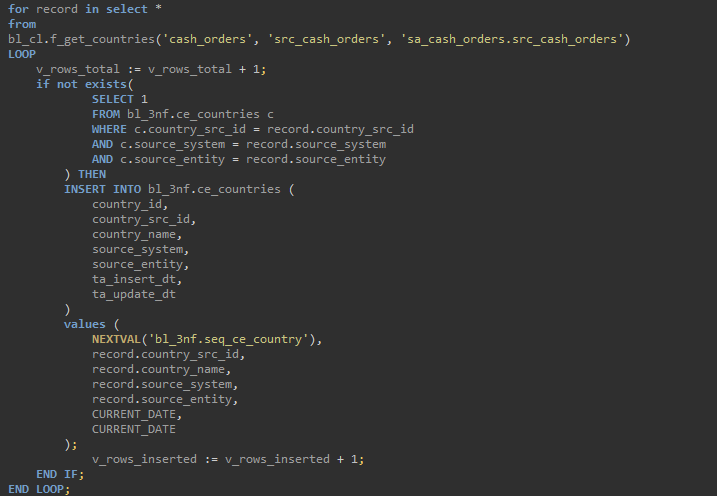 for record in select *
from
bl_cl.f_get_countries('cash_orders', 'src_cash_orders', 'sa_cash_orders.src_cash_orders')
LOOP
    v_rows_total := v_rows_total + 1;
    if not exists(
            SELECT 1
            FROM bl_3nf.ce_countries c
            WHERE c.country_src_id = record.country_src_id
            AND c.source_system = record.source_system
            AND c.source_entity = record.source_entity
        ) THEN
        INSERT INTO bl_3nf.ce_countries (
            country_id,
            country_src_id,
            country_name,
            source_system,
            source_entity,
            ta_insert_dt,
            ta_update_dt
        )
        values (
            NEXTVAL('bl_3nf.seq_ce_country'),
            record.country_src_id,
            record.country_name,
            record.source_system,
            record.source_entity,
            CURRENT_DATE,
            CURRENT_DATE
        );
            v_rows_inserted := v_rows_inserted + 1;
    END IF;
END LOOP;